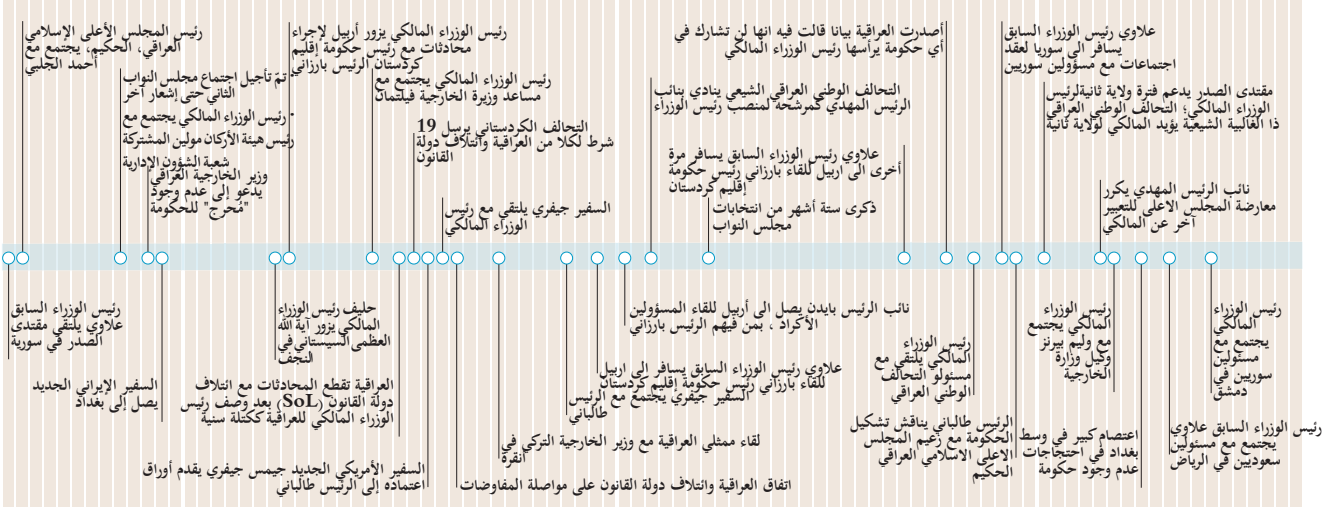 رئيس المجلس الأعلى الإسلامي
العراقي، الحكيم، يجتمع مع
أحمد الجلبي
تمّ تأجيل اجتماع مجلس النواب
الثاني حتى إشعار آخر
رئيس الوزراء المالكي يجتمع مع
رئيس هيئة الأركان مولين المشتركة
شعبة الشؤون الإدارية
وزير الخارجية العراقي
يدعو إلى عدم وجود
"مُحرج" للحكومة
رئيس الوزراء المالكي يزور أربيل لإجراء
محادثات مع رئيس حكومة إقليم
كردستان الرئيس بارزاني
رئيس الوزراء المالكي يجتمع مع
مساعد وزيرة الخارجية فيلتمان
التحالف الكردستاني يرسل 19
شرط لكلا من العراقية وائتلاف دولة
القانون
السفير جيفري يلتقي مع رئيس
الوزراء المالكي
التحالف الوطني العراقي الشيعي ينادي بنائب
الرئيس المهدي كمرشحه لمنصب رئيس الوزراء
ذكرى ستة أشهر من انتخابات
مجلس النواب
علاوي رئيس الوزراء السابق يسافر مرة
أخرى الى اربيل للقاء بارزاني رئيس حكومة
إقليم كردستان
أصدرت العراقية بيانا قالت فيه انها لن تشارك في
أي حكومة يرأسها رئيس الوزراء المالكي
علاوي رئيس الوزراء السابق
يسافر الى سوريا لعقد
اجتماعات مع مسؤولين سوريين
مقتدى الصدر يدعم فترة ولاية ثانيةلرئيس
الوزراء المالكي؛ التحالف الوطني العراقي
ذا الغالبية الشيعية يؤيد المالكي لولاية ثانية
نائب الرئيس المهدي يكرر
معارضة المجلس الاعلى للتعبير
آخر عن المالكي
رئيس الوزراء السابق
علاوي يلتقي مقتدى
الصدر في سورية
السفير الإيراني الجديد
يصل إلى بغداد
حليف رئيس الوزراء
المالكي يزور آية الله
العظمى السيستاني في
النجف
العراقية تقطع المحادثات مع ائتلاف
دولة القانون (SoL) بعد وصف رئيس
الوزراء المالكي للعراقية ككتلة سنية
السفير الأمريكي الجديد جيمس جيفري يقدم أوراق
اعتماده إلى الرئيس طالباني
اتفاق العراقية وائتلاف دولة القانون على مواصلة المفاوضات
لقاء ممثلي العراقية مع وزير الخارجية التركي في
انقرة
السفير جيفري يجتمع مع الرئيس
طالباني
علاوي رئيس الوزراء السابق يسافر الى اربيل
للقاء بارزاني رئيس حكومة إقليم كردستان
نائب الرئيس بايدن يصل الى أربيل للقاء المسؤولين
الأكراد ، بمن فيهم الرئيس بارزاني
رئيس الوزراء
المالكي يلتقي مع
مسئولو التحالف
الوطني العراقي
الرئيس طالباني يناقش تشكيل
الحكومة مع زعيم المجلس
الاعلى الاسلامي العراقي
الحكيم
رئيس الوزراء
المالكي يجتمع
مع وليم بيرنز
وكيل وزارة
الخارجية
اعتصام كبير في وسط
بغداد في احتجاجات
عدم وجود حكومة
رئيس الوزراء السابق علاوي
يجتمع مع مسئولين
سعوديين في الرياض
رئيس الوزراء
المالكي
يجتمع مع
مسئولين
سوريين في
دمشق